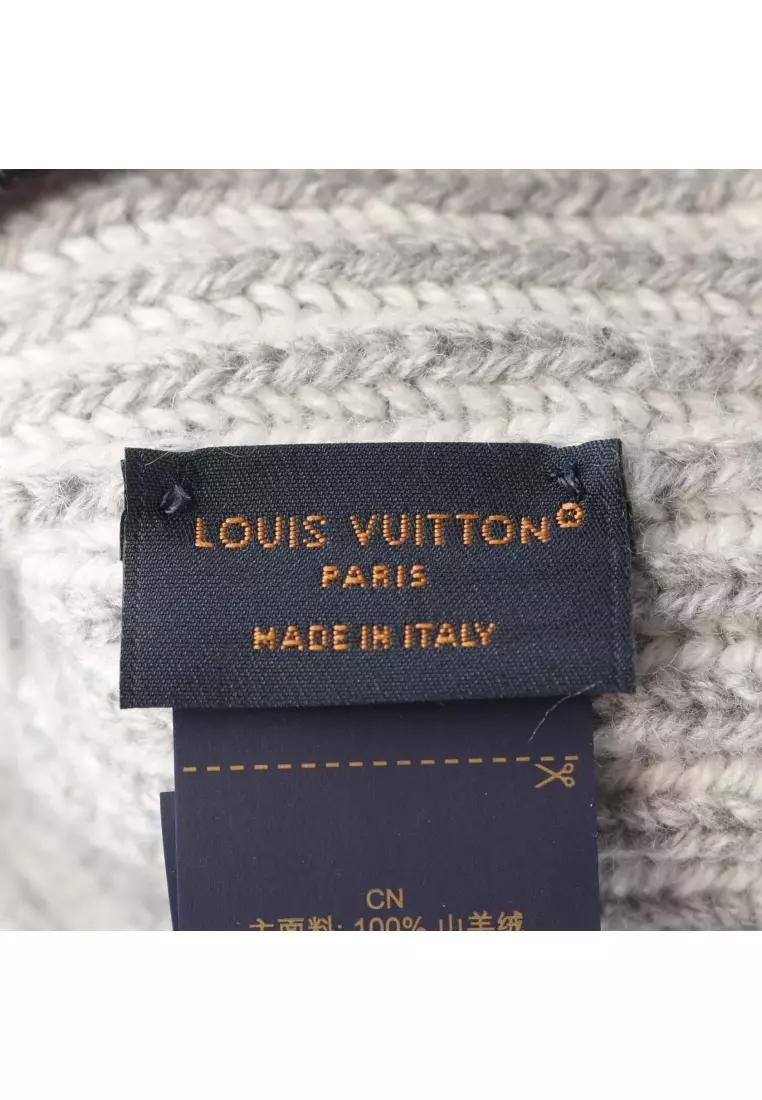 LOUIS VUITTON®
PARIS
MADE IN ITALY
CN
主面料: 100% 山羊绒